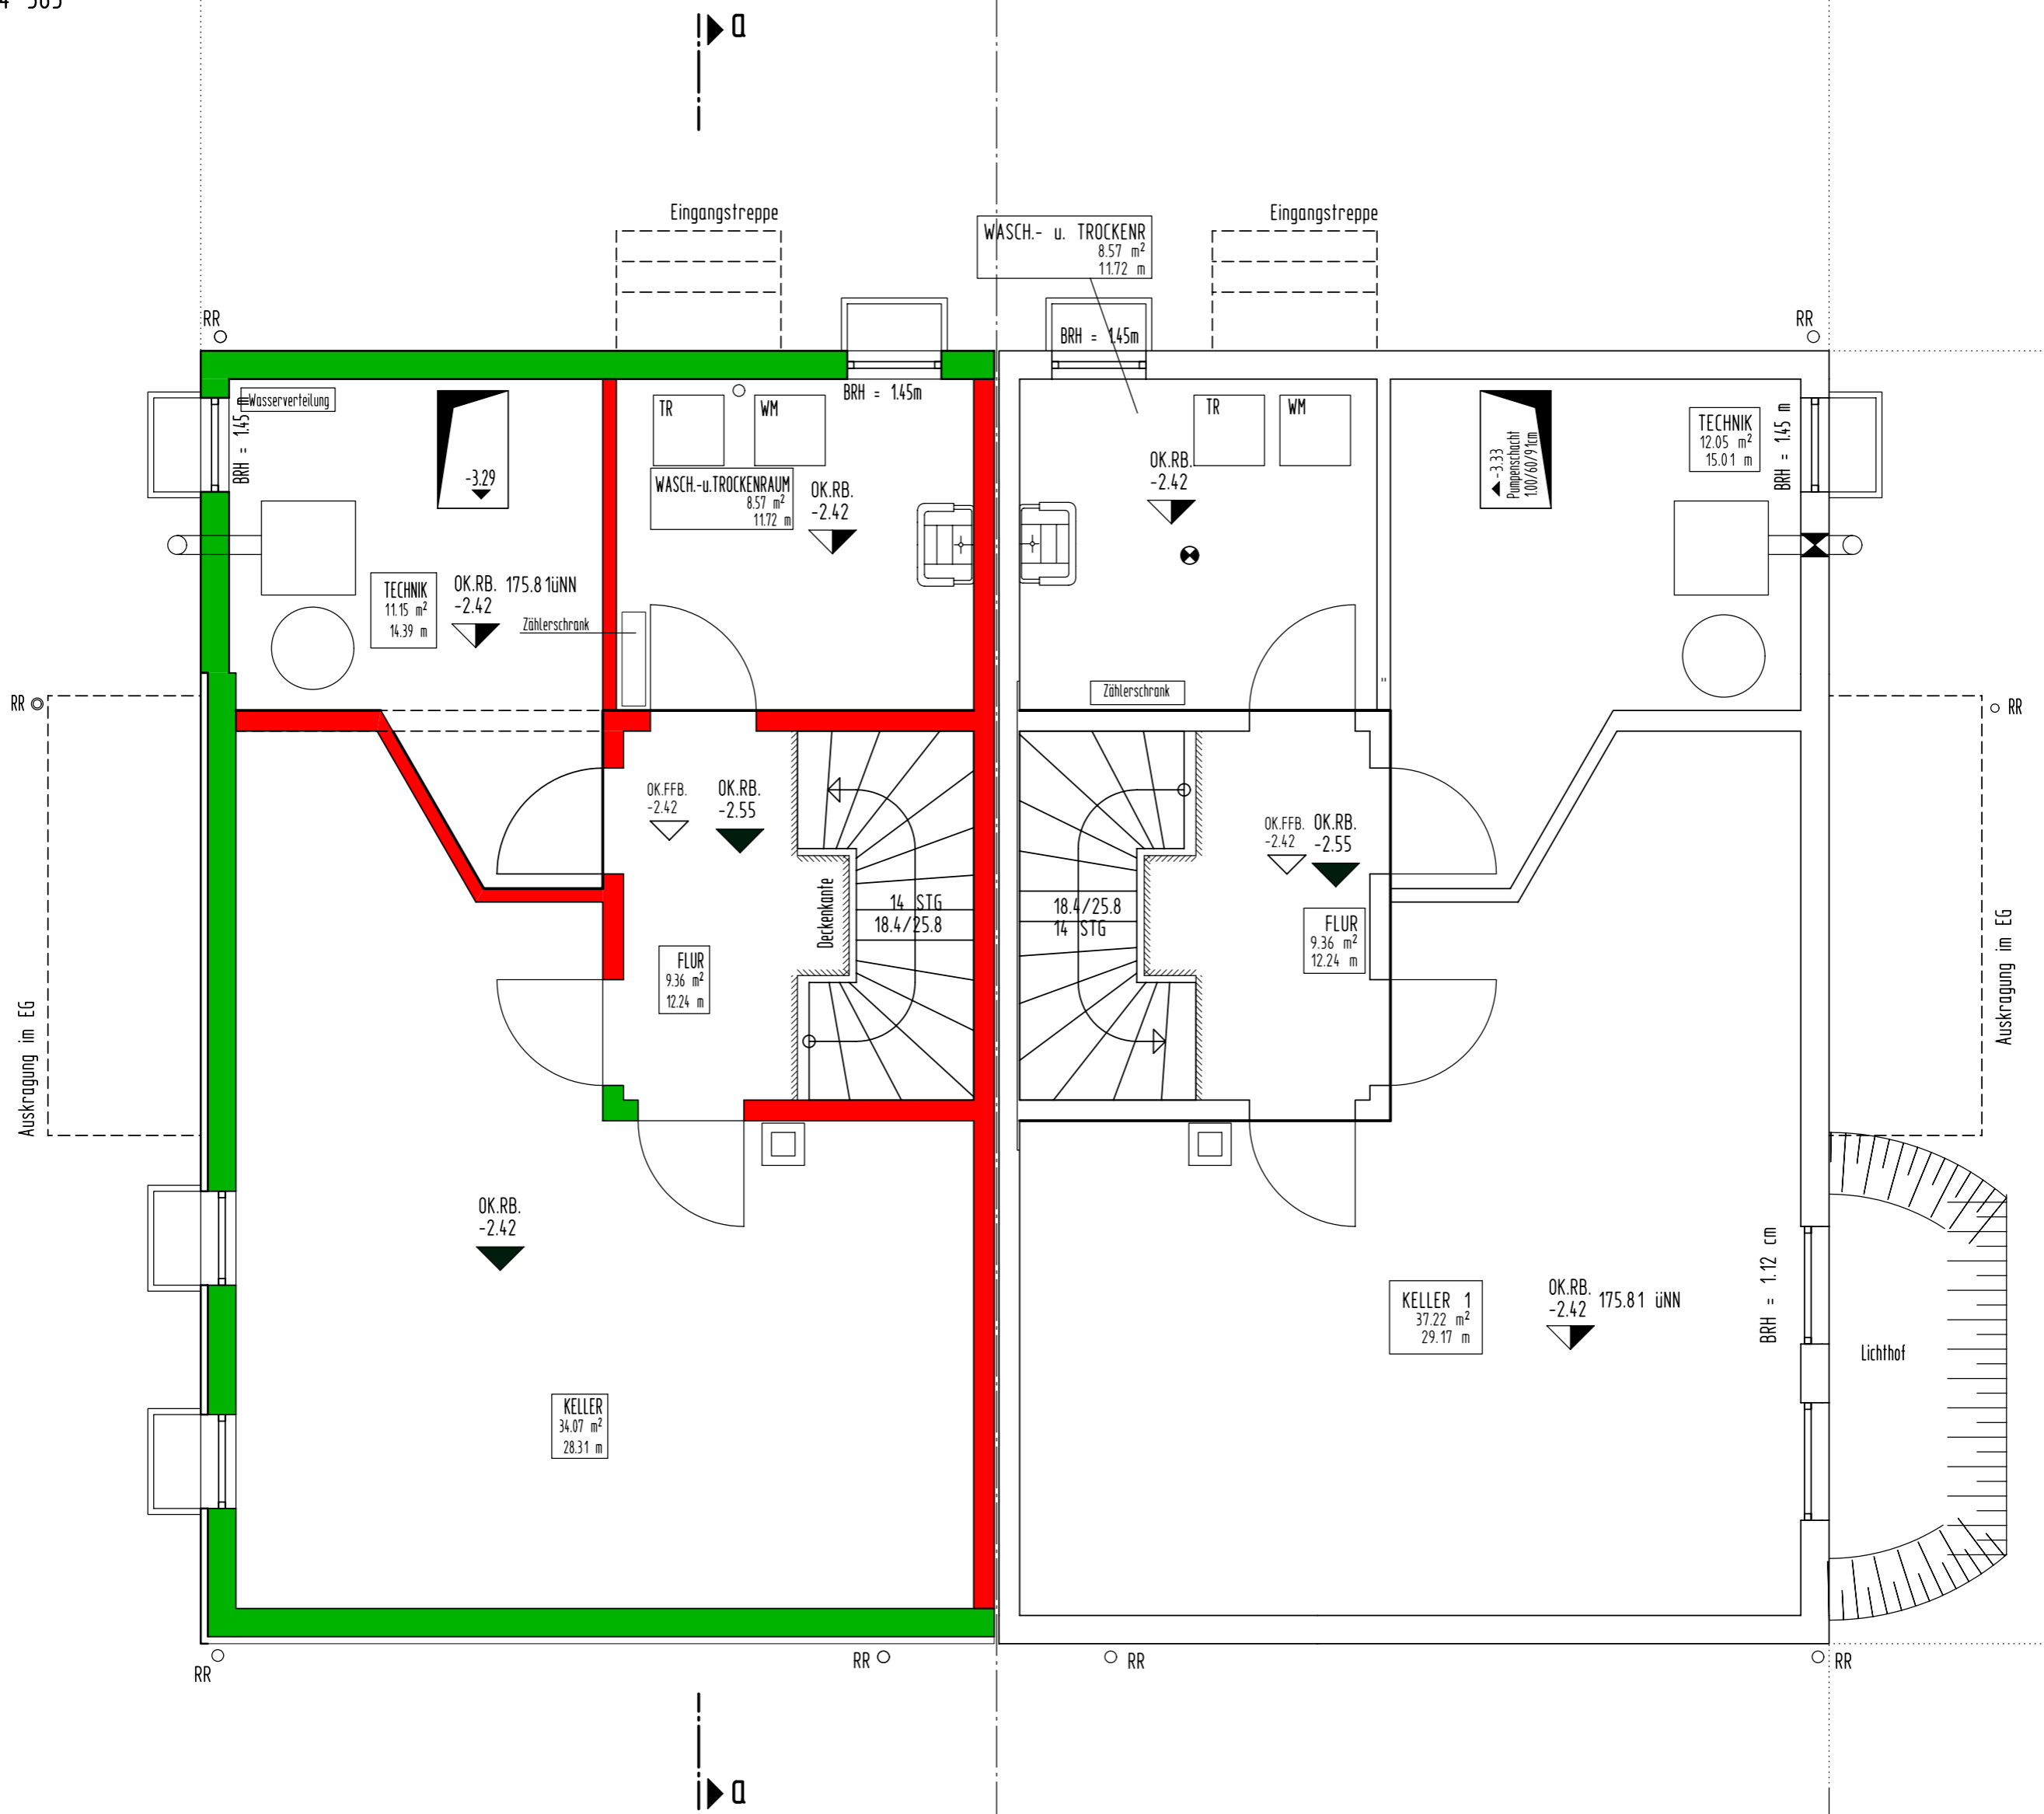 a
Eingangstreppe
Eingangstreppe
WASCH.- u. TROCKENR
8.57 m²
11.72 m
RR
RR
BRH = 1.45m
Wasserverteilung
BRH = 1.45 m
TR
WM
BRH = 1.45m
TR
WM
-3.29
WASCH.-u.TROCKENRAUM
8.57 m²
11.72 m
OK.RB.
-2.42
OK.RB.
-2.42
-3.33
Pumpenschacht
1.00/60/91cm
TECHNIK
12.05 m²
15.01 m
BRH = 1.45 m
TECHNIK
11.15 m²
14.39 m
OK.RB. 175.81üNN
-2.42
Zählerschrank
Zählerschrank
RR
RR
OK.FFB.
-2.42
OK.RB.
-2.55
OK.FFB.
-2.42
OK.RB.
-2.55
Deckenkante
14 STG
18.4/25.8
18.4/25.8
14 STG
FLUR
9.36 m²
12.24 m
FLUR
9.36 m²
12.24 m
Auskragung im EG
Auskragung im EG
OK.RB.
-2.42
KELLER 1
37.22 m²
29.17 m
OK.RB.
-2.42 175.81 üNN
BRH = 1.12 cm
Lichthof
KELLER
34.07 m²
28.31 m
RR
RR
RR
RR
a